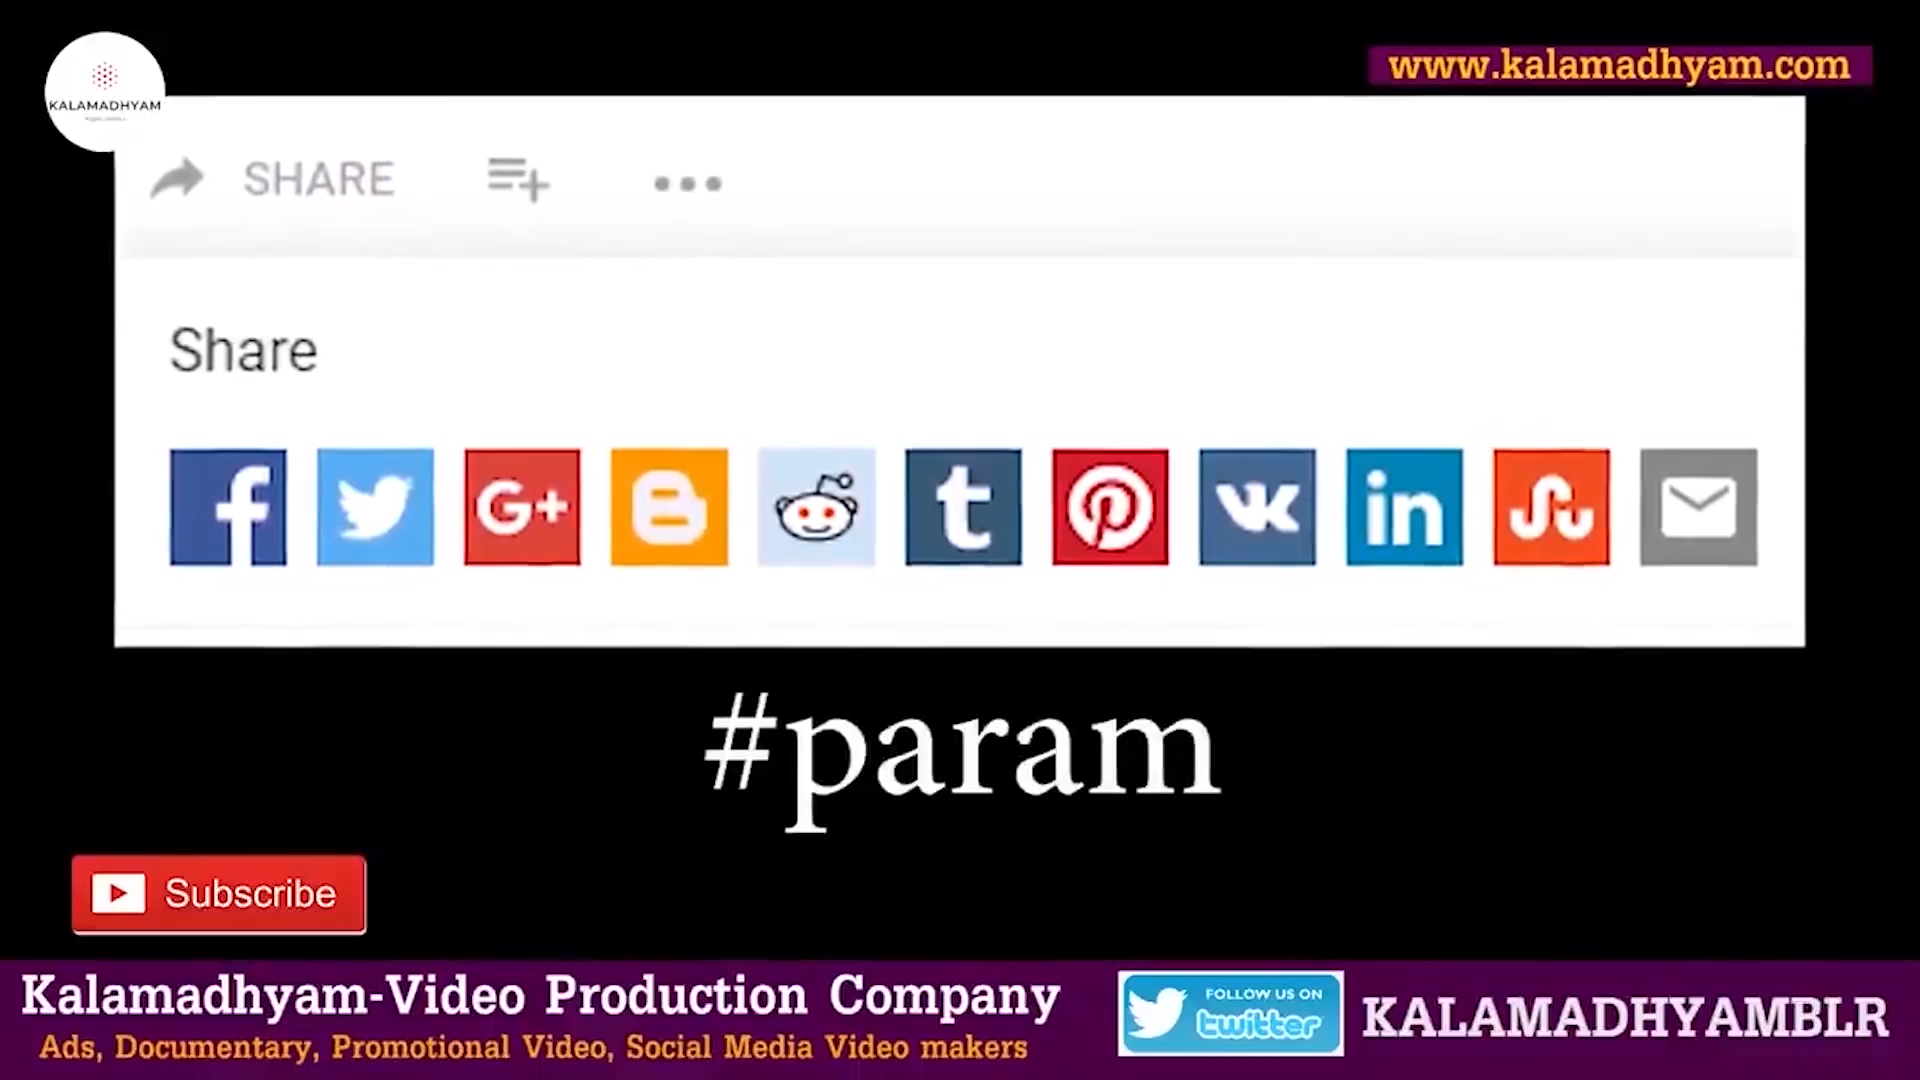 KALAMADHYAM
www.kalamadhyam.com
SHARE
Share
f G+ B t P VK in
#param
Subscribe
Kalamadhyam-Video Production Company
Ads, Documentary, Promotional Video, Social Media Video makers
FOLLOW US ON
twitter
KALAMADHYAMBLR